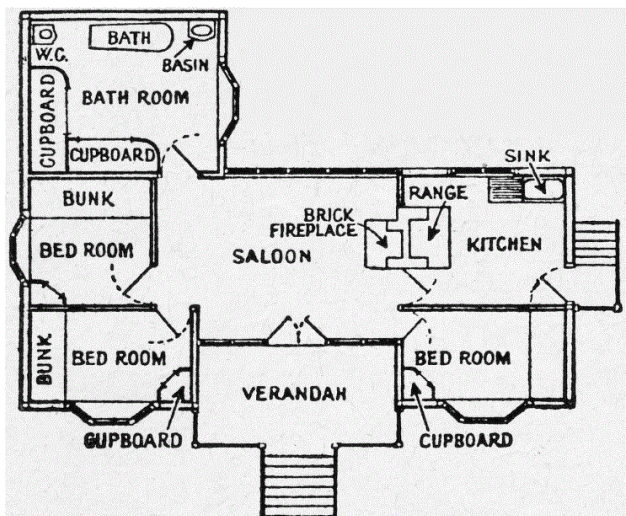 BATH
W.C.
BASIN
CUPBOARD
BATH ROOM
CUPBOARD
SINK
BUNK
RANGE
BRICK
FIREPLACE
BED ROOM
SALOON
KITCHEN
BUNK
BED ROOM
BED ROOM
VERANDAH
CUPBOARD
CUPBOARD